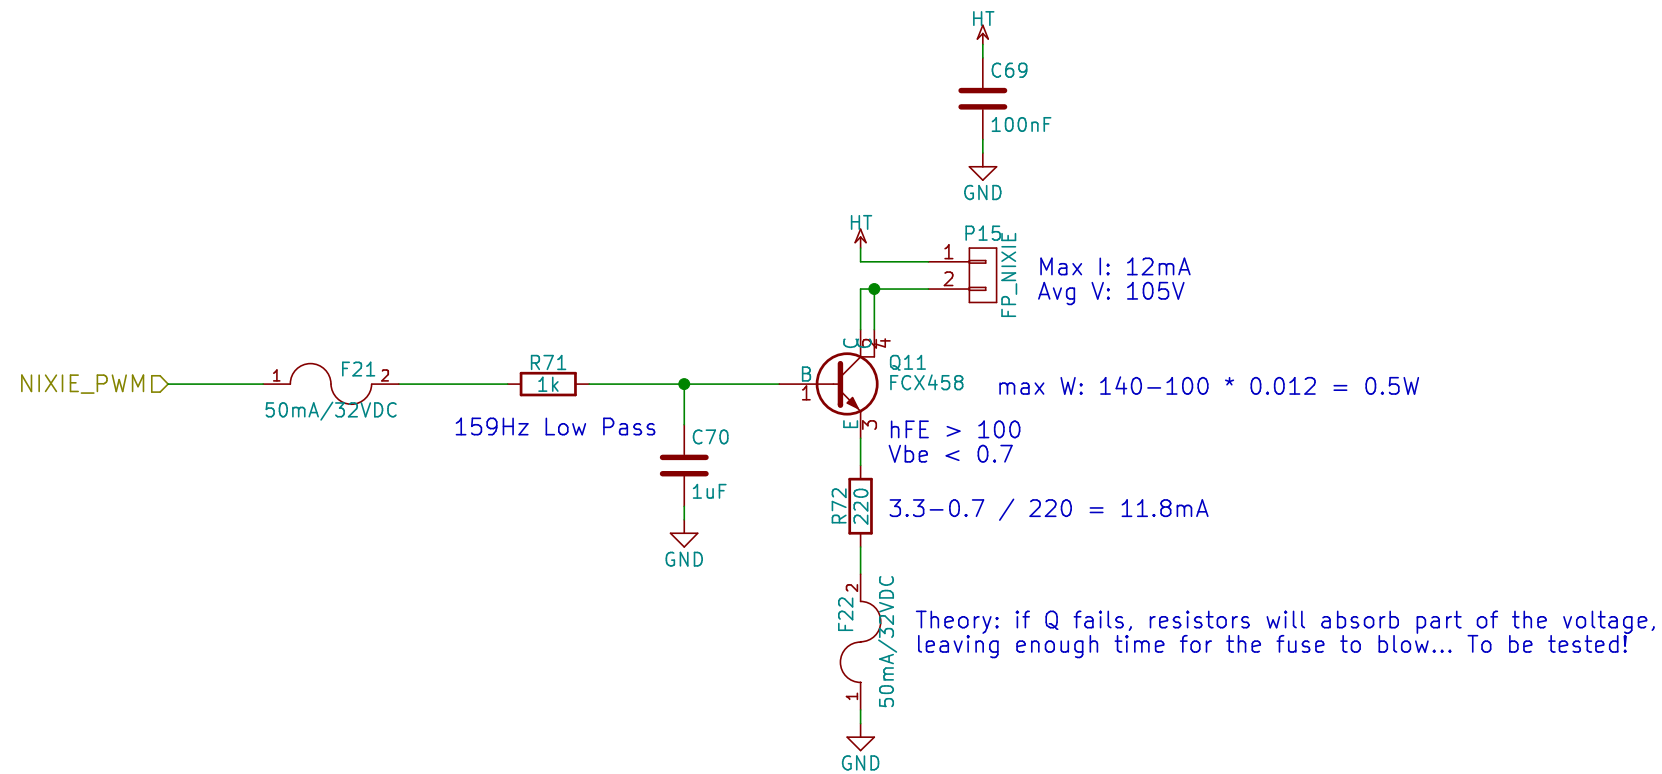 HT
C69
100nF
GND
HT
P15
FP_NIXIE
1
2
Max I: 12mA
Avg V: 105V
NIXIE_PWM
1
F21
2
50mA/32VDC
R71
1k
159Hz Low Pass
C70
1uF
GND
B
1
C
2
4
Q11
FCX458
max W: 140-100 * 0.012 = 0.5W
E
3
hFE > 100
Vbe < 0.7
R72
220
3.3-0.7 / 220 = 11.8mA
2
F22
50mA/32VDC
1
Theory: if Q fails, resistors will absorb part of the voltage,
leaving enough time for the fuse to blow... To be tested!
GND